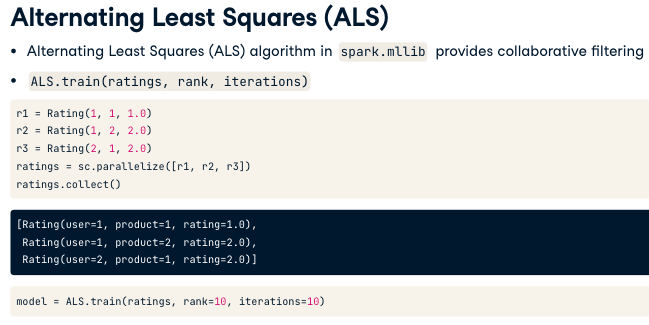 Alternating Least Squares (ALS)
• Alternating Least Squares (ALS) algorithm in spark.mllib provides collaborative filtering
• ALS.train(ratings, rank, iterations)
r1 = Rating(1, 1, 1.0)
r2 = Rating(1, 2, 2.0)
r3 = Rating(2, 1, 2.0)
ratings = sc.parallelize([r1, r2, r3])
ratings.collect()
[Rating(user=1, product=1, rating=1.0),
 Rating(user=1, product=2, rating=2.0),
 Rating(user=2, product=1, rating=2.0)]
model = ALS.train(ratings, rank=10, iterations=10)